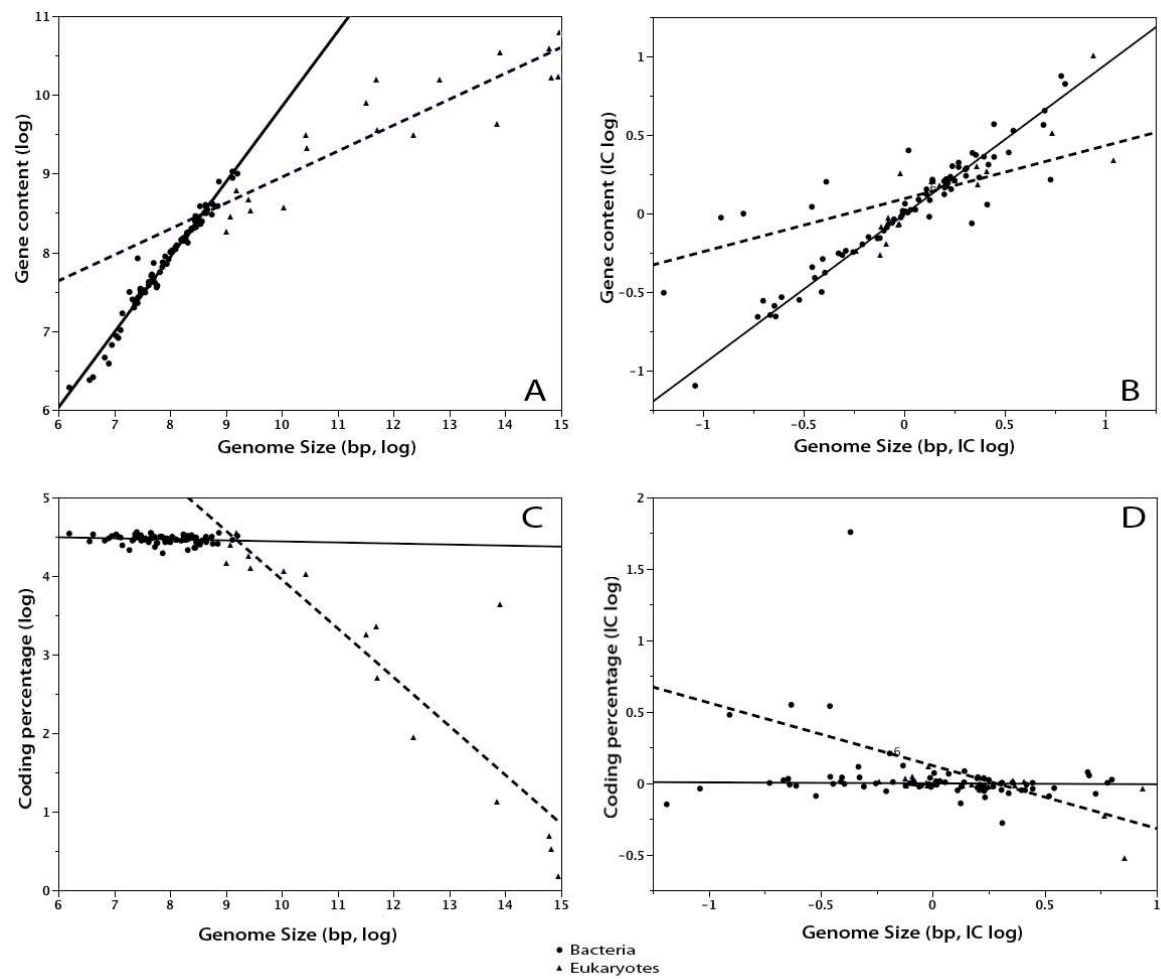 11
10
9
8
7
6
6 7 8 9 10 11 12 13 14 15
Gene content (log)
Genome Size (bp, log)
A
1
0.5
0
-0.5
-1
-1 -0.5 0 0.5 1
Gene content (IC log)
Genome Size (bp, IC log)
B
6
5
4
3
2
1
0
6 7 8 9 10 11 12 13 14 15
Coding percentage (log)
Genome Size (bp, log)
C
2
1.5
1
0.5
0
-0.5
-1 -0.5 0 0.5 1
Coding percentage (IC log)
Genome Size (bp, IC log)
D
6
Bacteria
Eukaryotes